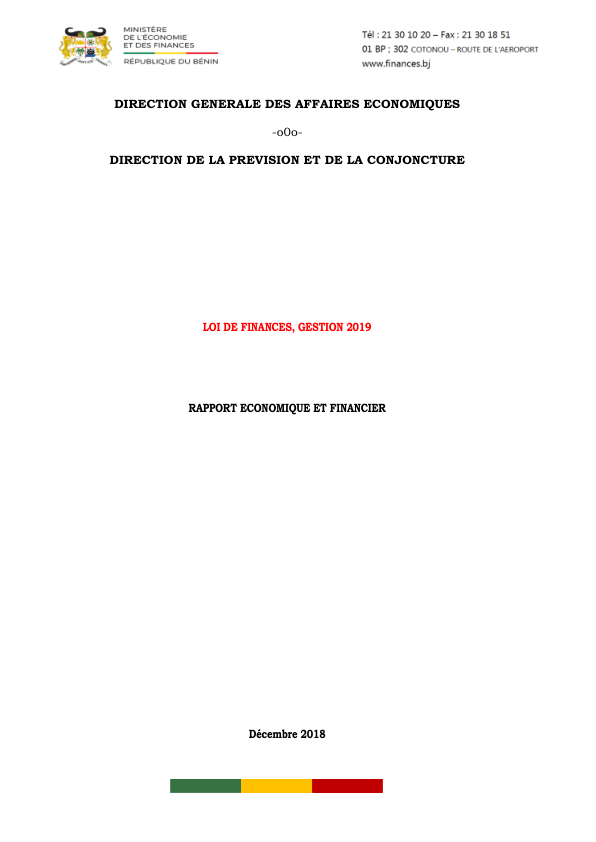 MINISTÈRE
DE L'ÉCONOMIE
ET DES FINANCES
RÉPUBLIQUE DU BÉNIN
Tél : 21 30 10 20 – Fax : 21 30 18 51
01 BP ; 302 COTONOU – ROUTE DE L'AEROPORT
www.finances.bj
DIRECTION GENERALE DES AFFAIRES ECONOMIQUES
-o0o-
DIRECTION DE LA PREVISION ET DE LA CONJONCTURE
LOI DE FINANCES, GESTION 2019
RAPPORT ECONOMIQUE ET FINANCIER
Décembre 2018